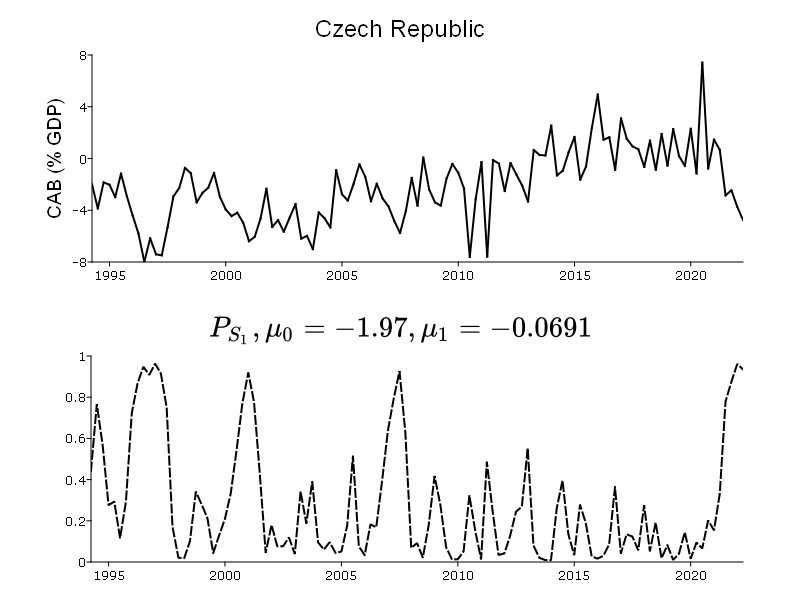 Czech Republic
CAB (% GDP)
8
4
0
-4
-8
1995 2000 2005 2010 2015 2020
P_{S_1}, μ_0 = −1.97, μ_1 = −0.0691
1
0.8
0.6
0.4
0.2
0
1995 2000 2005 2010 2015 2020